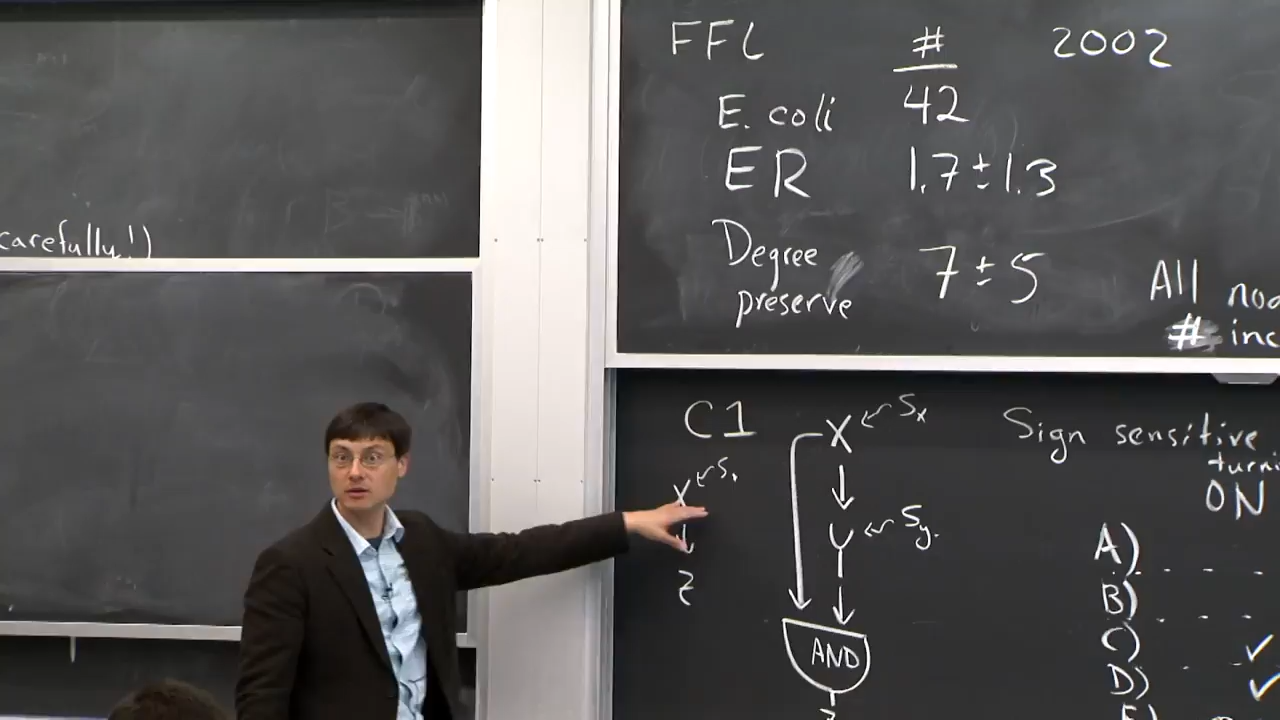 carefully!)
FFL # 2002
E. coli 42
ER 1.7 ± 1.3
Degree preserve 7 ± 5
All
# inc
C1
X ← Sx
X
Y ← Sy
Z
AND
Sign sensitive
ON
A)
B)
C) ✓
D) ✓